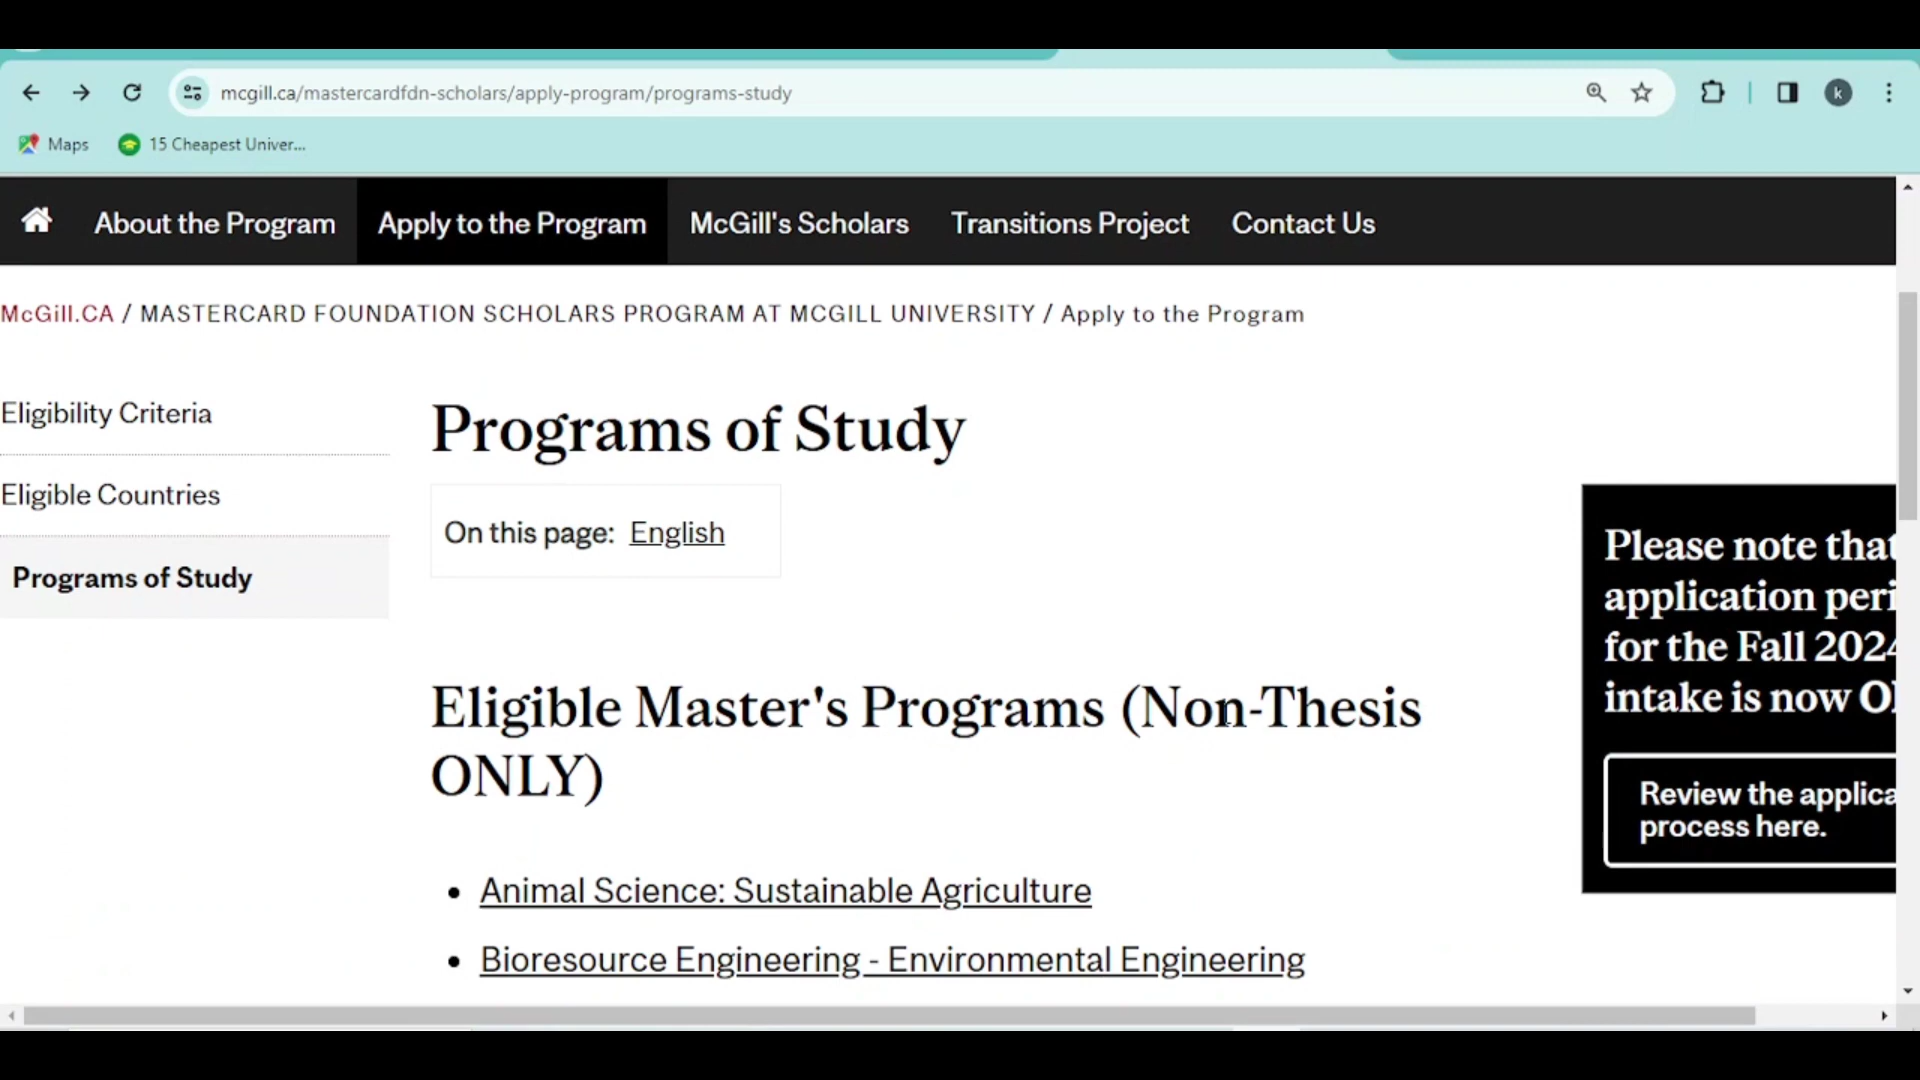 mcgill.ca/mastercardfdn-scholars/apply-program/programs-study
k
Maps
15 Cheapest Univer...
About the Program
Apply to the Program
McGill's Scholars
Transitions Project
Contact Us
McGill.CA / MASTERCARD FOUNDATION SCHOLARS PROGRAM AT MCGILL UNIVERSITY / Apply to the Program
Eligibility Criteria
Eligible Countries
Programs of Study
Programs of Study
On this page: English
Eligible Master's Programs (Non-Thesis
ONLY)
• Animal Science: Sustainable Agriculture
• Bioresource Engineering - Environmental Engineering
Please note
application
for the Fall
intake is now
Review the
process here.